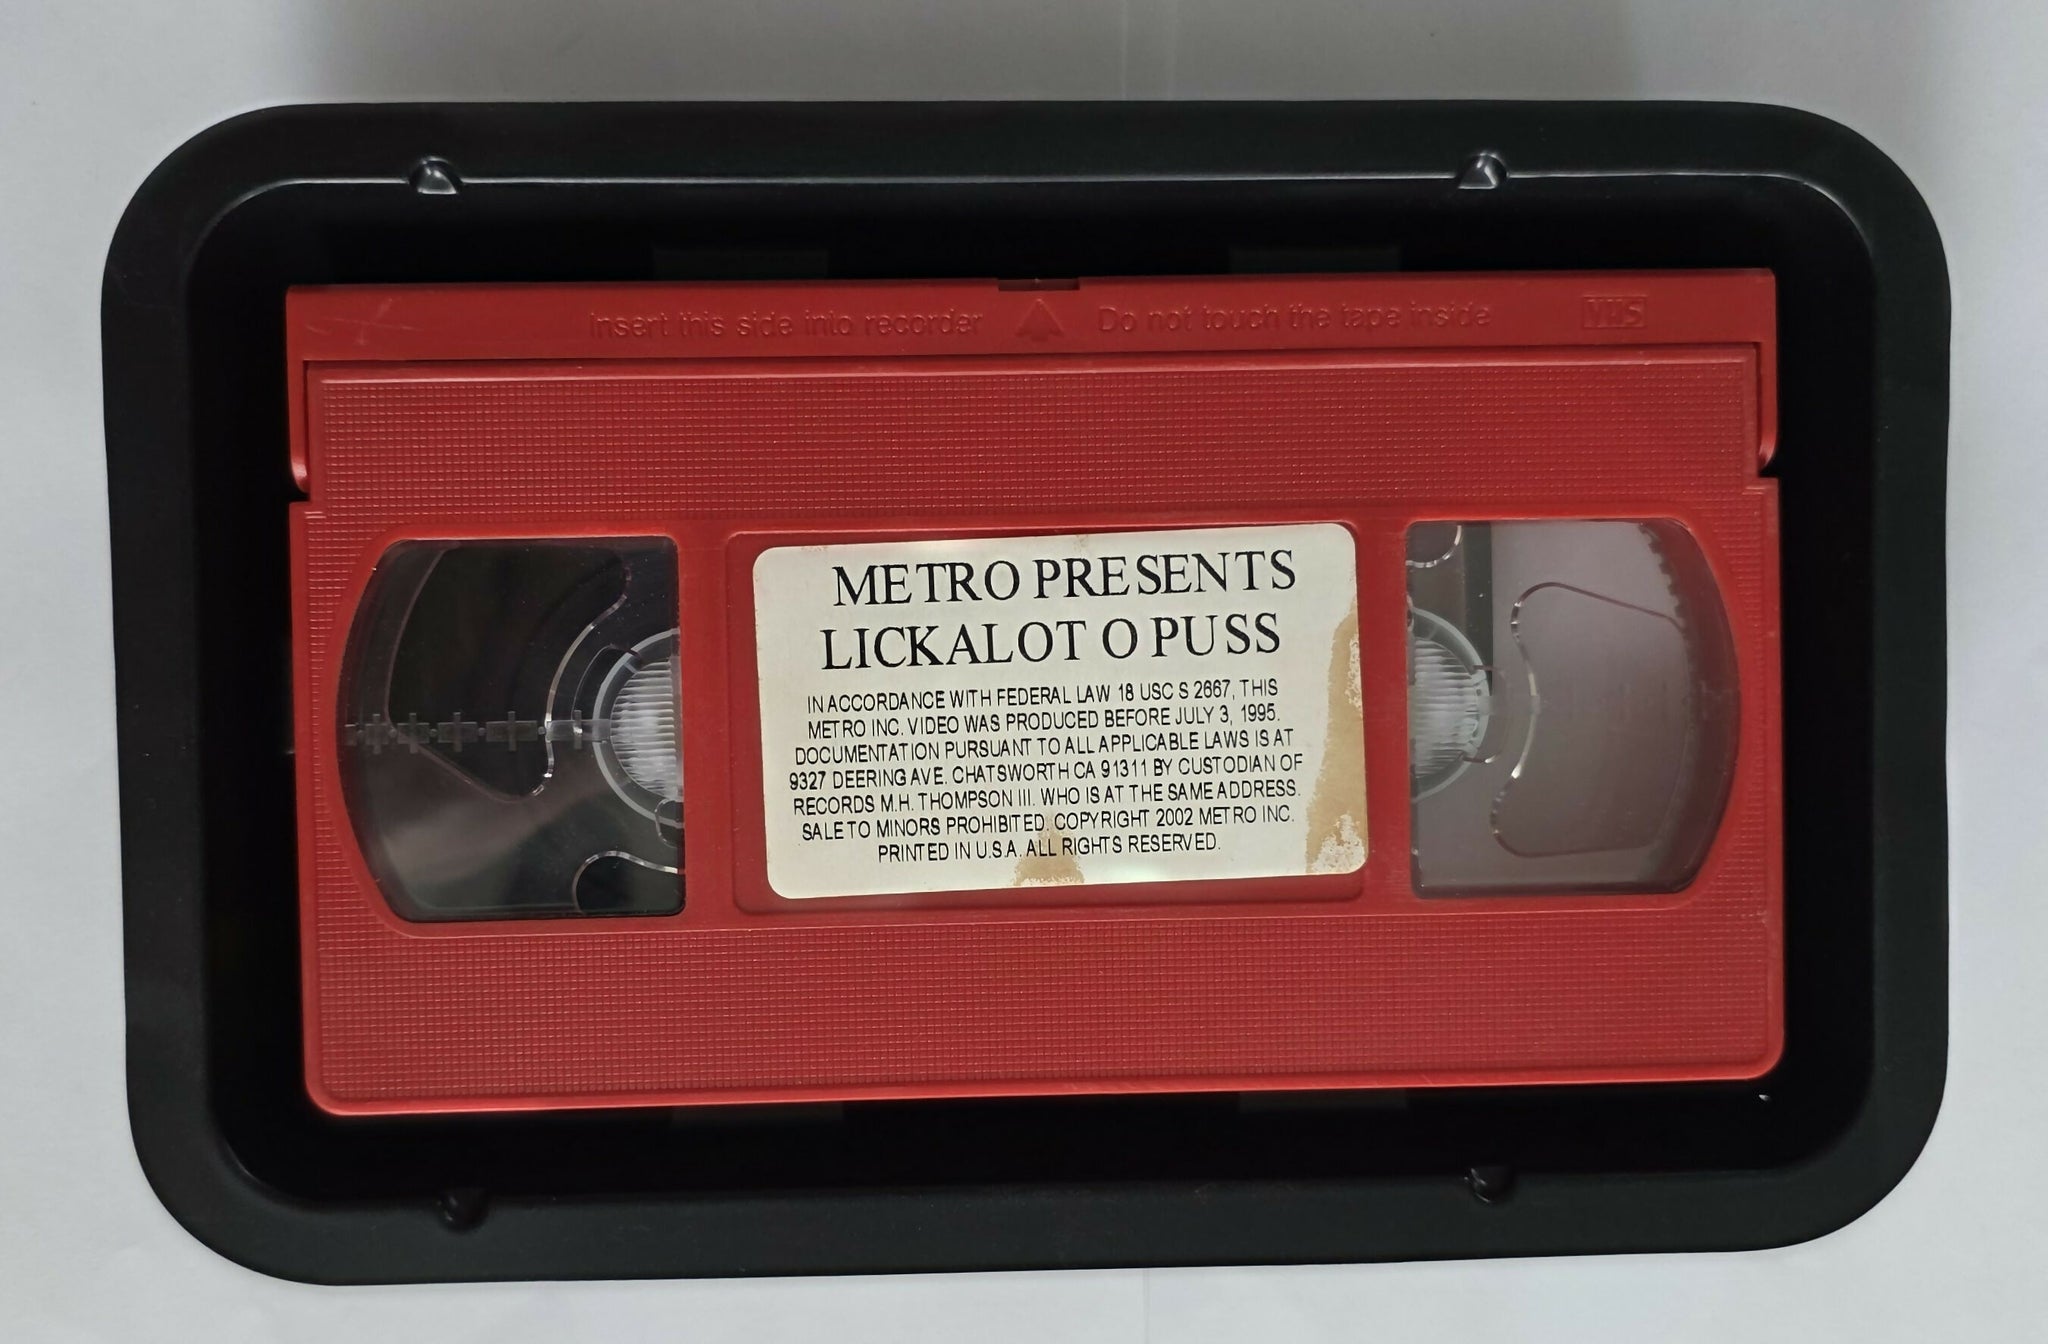 Insert this side into recorder Do not touch the tape inside VHS
METRO PRESENTS
LICKALOT O PUSS
IN ACCORDANCE WITH FEDERAL LAW 18 USC S 2667, THIS
METRO INC. VIDEO WAS PRODUCED BEFORE JULY 3, 1995.
DOCUMENTATION PURSUANT TO ALL APPLICABLE LAWS IS AT
9327 DEERING AVE. CHATSWORTH CA 91311 BY CUSTODIAN OF
RECORDS M.H. THOMPSON III. WHO IS AT THE SAME ADDRESS.
SALE TO MINORS PROHIBITED. COPYRIGHT 2002 METRO INC.
PRINTED IN U.S.A. ALL RIGHTS RESERVED.